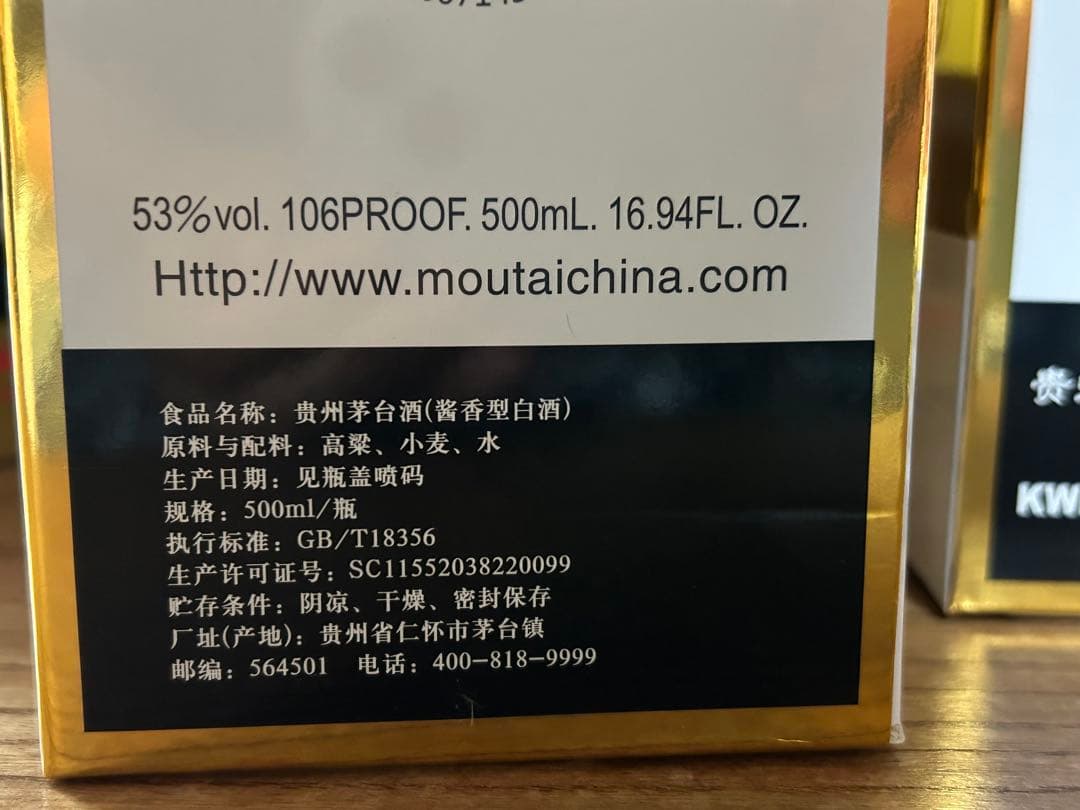 53%vol. 106PROOF. 500mL. 16.94FL. OZ.
Http://www.moutaichina.com
食品名称：贵州茅台酒(酱香型白酒)
原料与配料：高粱、小麦、水
生产日期：见瓶盖喷码
规格：500ml/瓶
执行标准：GB/T18356
生产许可证号：SC11552038220099
贮存条件：阴凉、干燥、密封保存
厂址(产地)：贵州省仁怀市茅台镇
邮编：564501 电话：400-818-9999
贵
KW